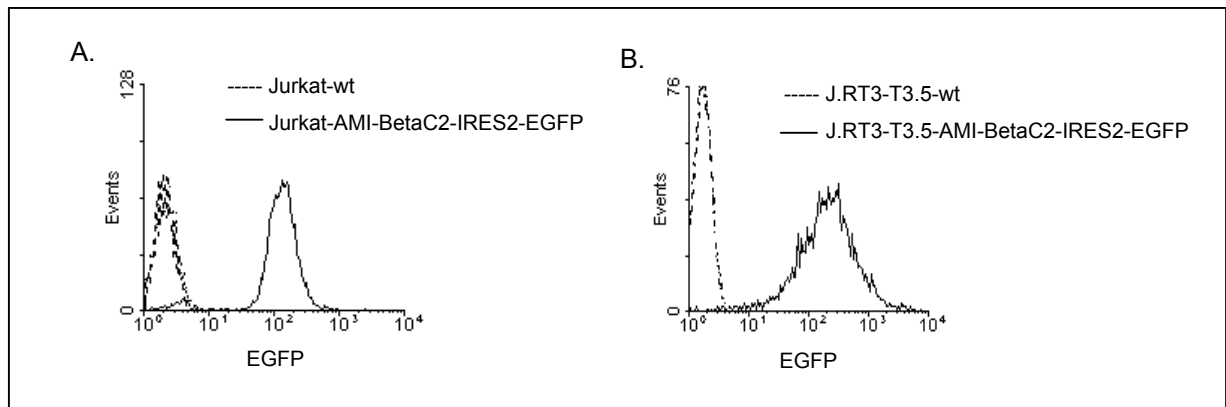 A.
128
Events
0
10⁰ 10¹ 10² 10³ 10⁴
EGFP
Jurkat-wt
Jurkat-AMI-BetaC2-IRES2-EGFP
B.
76
Events
0
10⁰ 10¹ 10² 10³ 10⁴
EGFP
J.RT3-T3.5-wt
J.RT3-T3.5-AMI-BetaC2-IRES2-EGFP